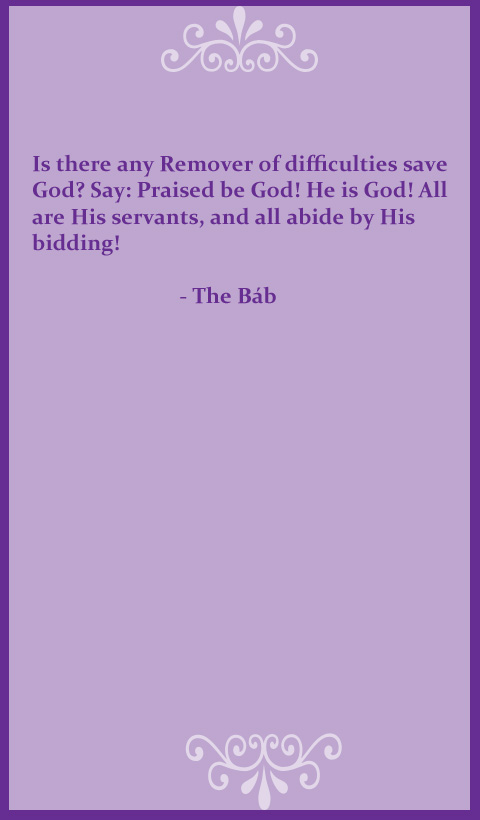 Is there any Remover of difficulties save
God? Say: Praised be God! He is God! All
are His servants, and all abide by His
bidding!
- The Báb